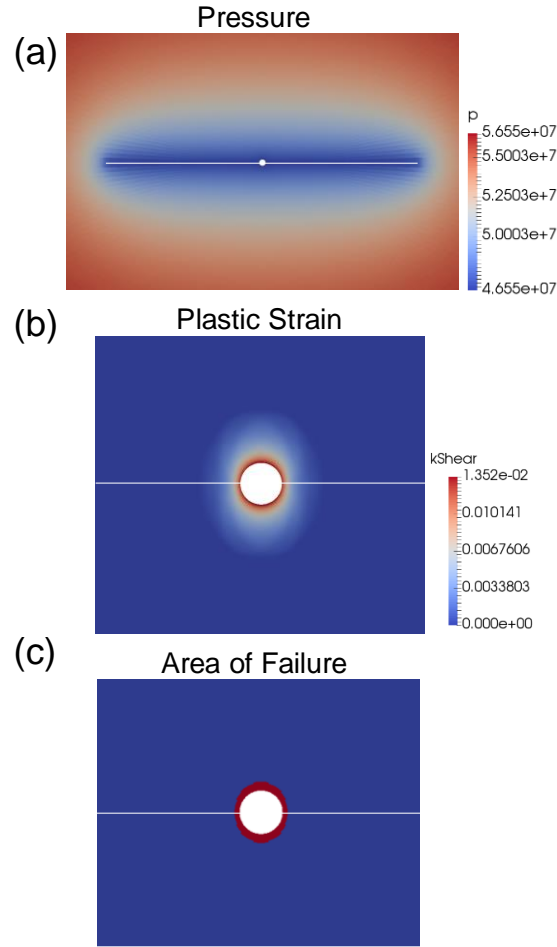 Pressure
(a)
p
5.655e+07
5.5003e+7
5.2503e+7
5.0003e+7
4.655e+07
(b)
Plastic Strain
kShear
1.352e-02
0.010141
0.0067606
0.0033803
0.000e+00
(c)
Area of Failure